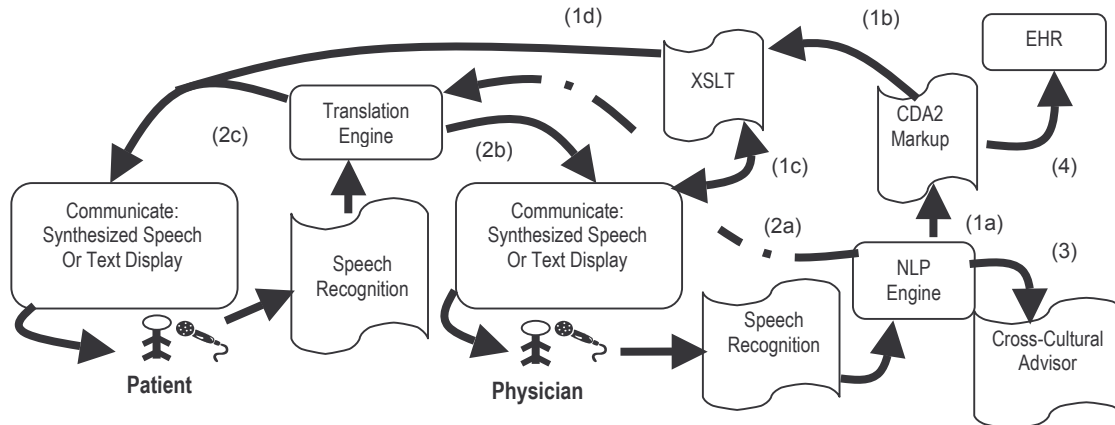 (1d)
(1b)
EHR
XSLT
CDA2
Markup
Translation
Engine
(2c)
(2b)
(1c)
(4)
Communicate:
Synthesized Speech
Or Text Display
Communicate:
Synthesized Speech
Or Text Display
(2a)
(1a)
(3)
Speech
Recognition
NLP
Engine
Speech
Recognition
Cross-Cultural
Advisor
Patient
Physician